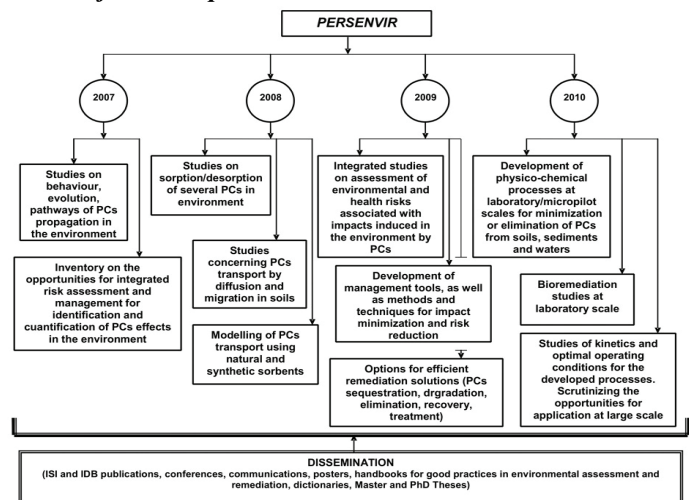 PERSENVIR
2007
2008
2009
2010
Studies on
behaviour,
evolution,
pathways of PCs
propagation in
the environment
Inventory on the
opportunities for integrated
risk assessment and
management for
identification and
cuantification of PCs effects
in the environment
Studies on
sorption/desorption
of several PCs in
environment
Studies
concerning PCs
transport by
diffusion and
migration in soils
Modelling of PCs
transport using
natural and
synthetic sorbents
Integrated studies
on assessment of
environmental and
health risks
associated with
impacts induced in
the environment by
PCs
Development of
management tools, as
well as methods and
techniques for impact
minimization and risk
reduction
Options for efficient
remediation solutions (PCs
sequestration, drgradation,
elimination, recovery,
treatment)
Development of
physico-chemical
processes at
laboratory/micropilot
scales for minimization
or elimination of PCs
from soils, sediments
and waters
Bioremediation
studies at
laboratory scale
Studies of kinetics and
optimal operating
conditions for the
developed processes.
Scrutinizing the
opportunities for
application at large scale
DISSEMINATION
(ISI and IDB publications, conferences, communications, posters, handbooks for good practices in environmental assessment and
remediation, dictionaries, Master and PhD Theses)